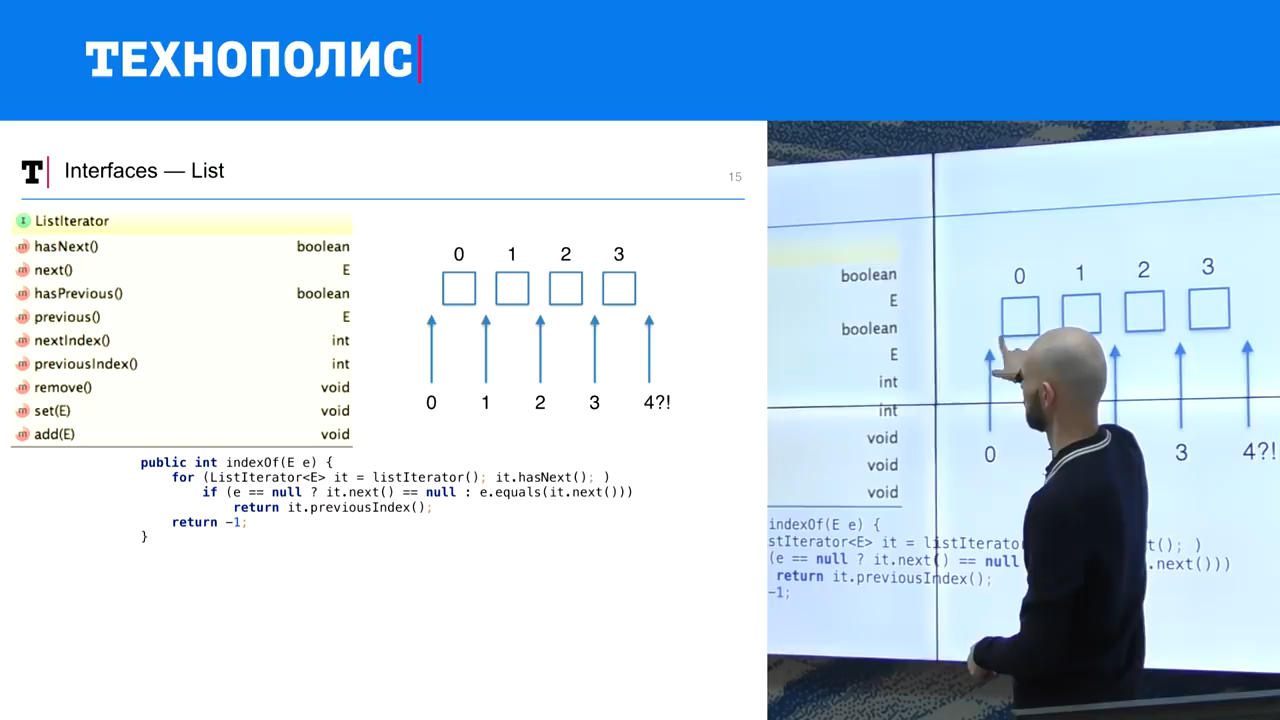 ТЕХНОПОЛИС
T Interfaces — List
15
I ListIterator
m hasNext() boolean
m next() E
m hasPrevious() boolean
m previous() E
m nextIndex() int
m previousIndex() int
m remove() void
m set(E) void
m add(E) void
0 1 2 3
0 1 2 3 4?!
public int indexOf(E e) {
for (ListIterator<E> it = listIterator(); it.hasNext(); )
if (e == null ? it.next() == null : e.equals(it.next()))
return it.previousIndex();
return -1;
}
boolean
E
boolean
E
int
int
void
void
void
0 1 2 3
0 3 4?!
indexOf(E e) {
stIterator<E> it = listIterato t(); )
(e == null ? it.next() == null .next()))
return it.previousIndex();
-1;